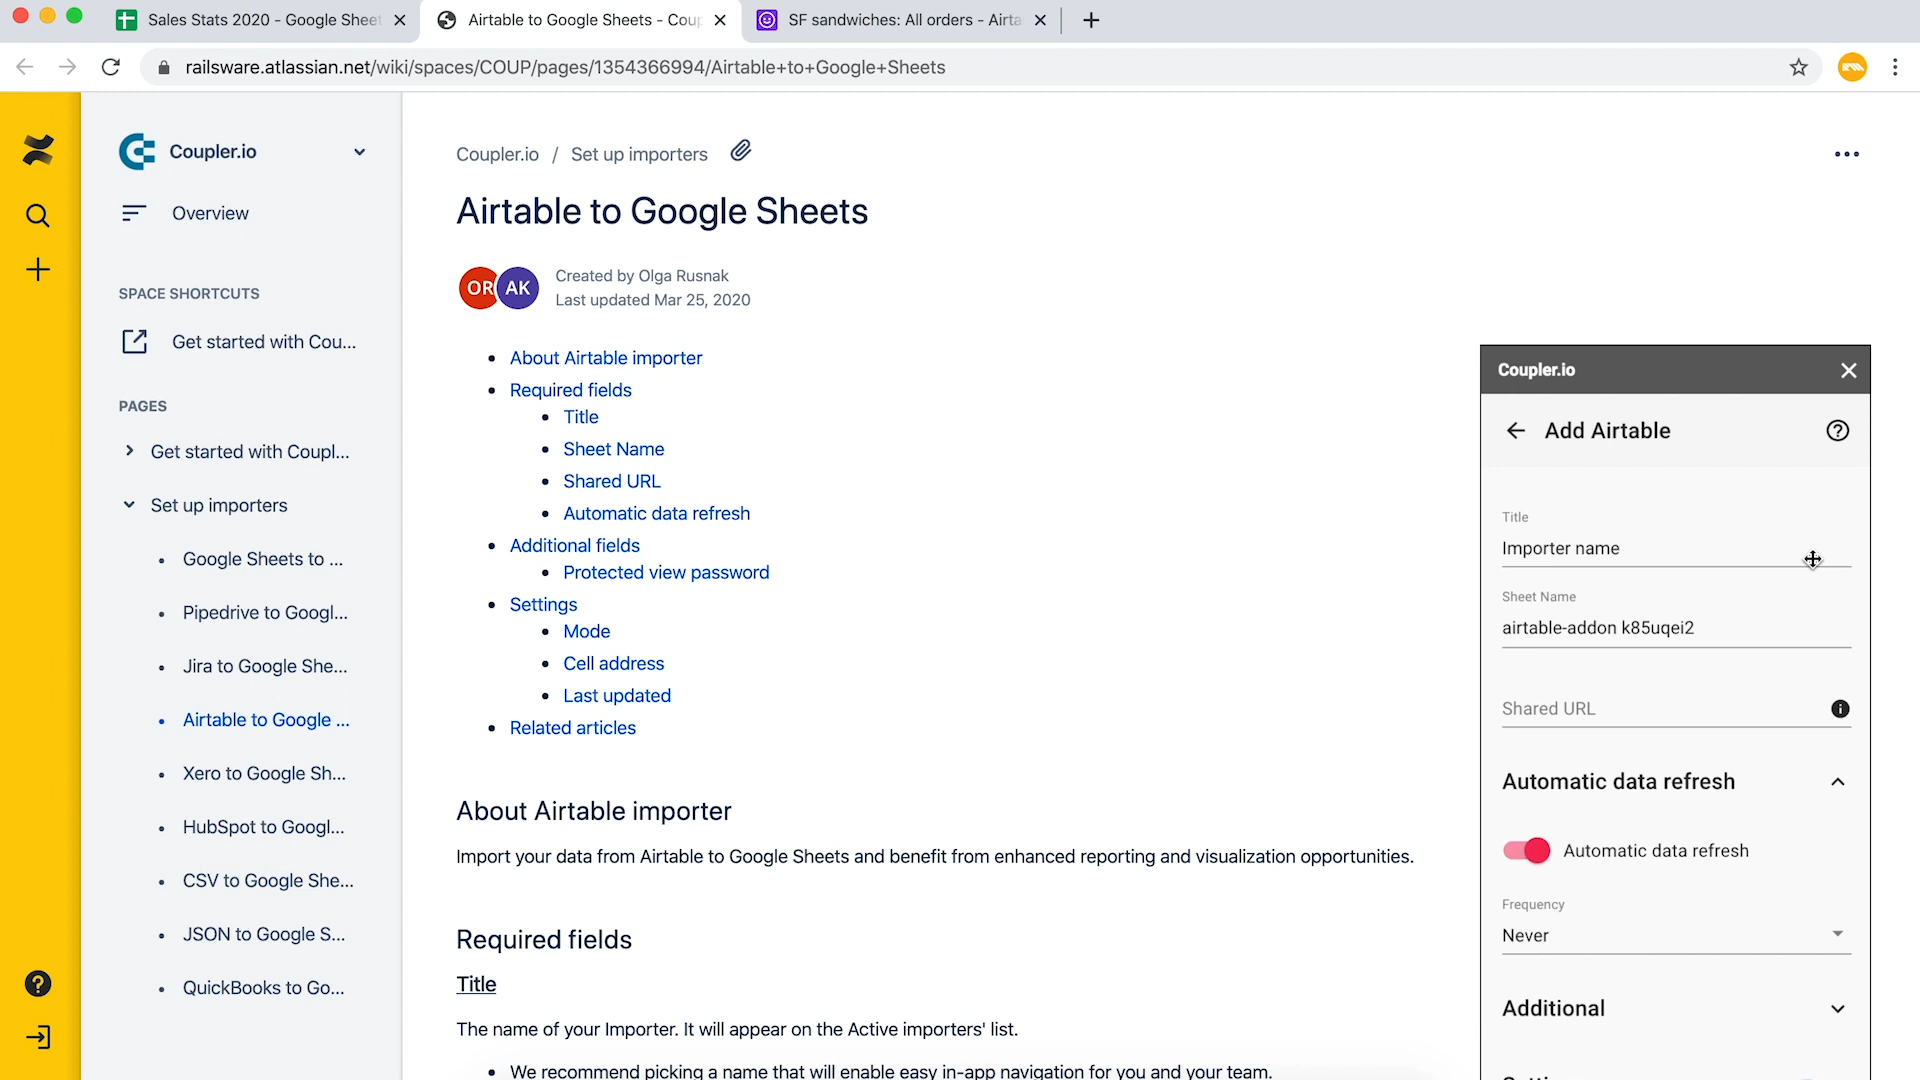 Sales Stats 2020 - Google Sheet
Airtable to Google Sheets - Coup
SF sandwiches: All orders - Airta
railsware.atlassian.net/wiki/spaces/COUP/pages/1354366994/Airtable+to+Google+Sheets
Coupler.io
Overview
SPACE SHORTCUTS
Get started with Cou...
PAGES
Get started with Coupl...
Set up importers
Google Sheets to ...
Pipedrive to Googl...
Jira to Google She...
Airtable to Google ...
Xero to Google Sh...
HubSpot to Googl...
CSV to Google She...
JSON to Google S...
QuickBooks to Go...
Coupler.io / Set up importers
Airtable to Google Sheets
OR AK
Created by Olga Rusnak
Last updated Mar 25, 2020
About Airtable importer
Required fields
Title
Sheet Name
Shared URL
Automatic data refresh
Additional fields
Protected view password
Settings
Mode
Cell address
Last updated
Related articles
About Airtable importer
Import your data from Airtable to Google Sheets and benefit from enhanced reporting and visualization opportunities.
Required fields
Title
The name of your Importer. It will appear on the Active importers' list.
We recommend picking a name that will enable easy in-app navigation for you and your team.
Coupler.io
Add Airtable
Title
Importer name
Sheet Name
airtable-addon k85uqei2
Shared URL
Automatic data refresh
Automatic data refresh
Frequency
Never
Additional